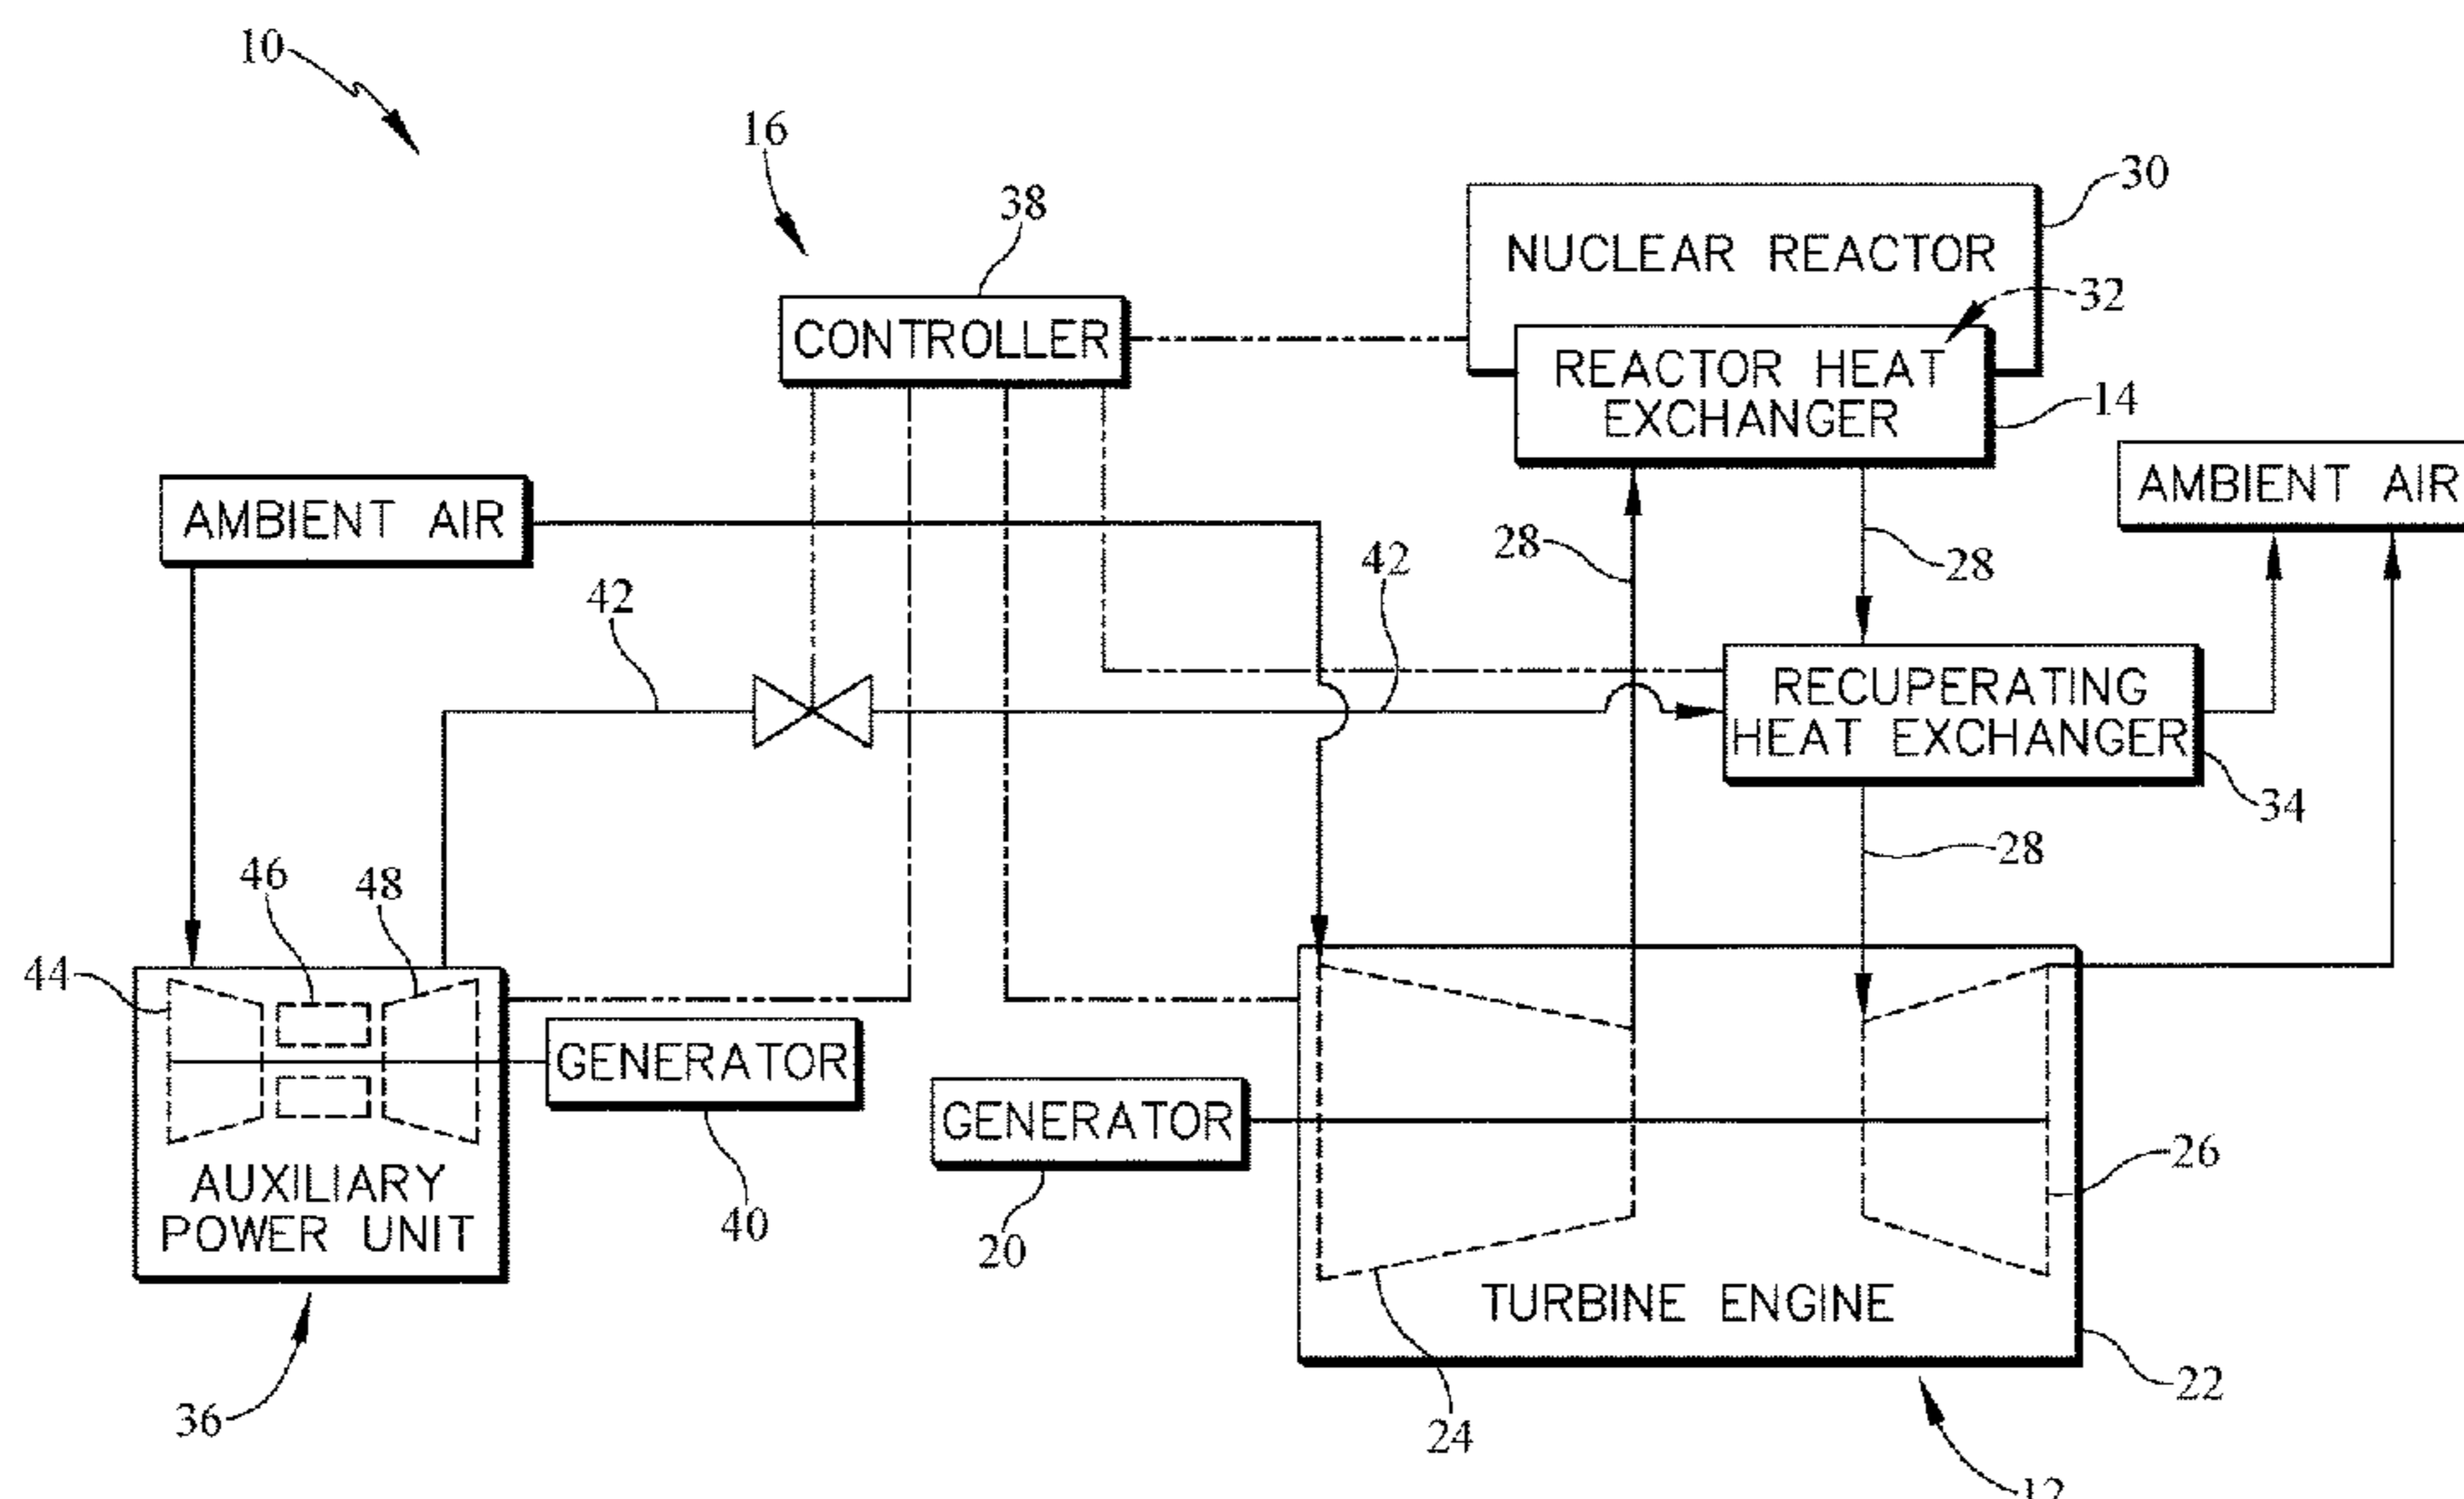 10
16
38
30
NUCLEAR REACTOR
32
CONTROLLER
REACTOR HEAT
EXCHANGER
14
AMBIENT AIR
AMBIENT AIR
28
28
42
42
RECUPERATING
HEAT EXCHANGER
34
28
46
48
44
GENERATOR
GENERATOR
26
AUXILIARY
POWER UNIT
40
20
TURBINE ENGINE
22
36
24
12